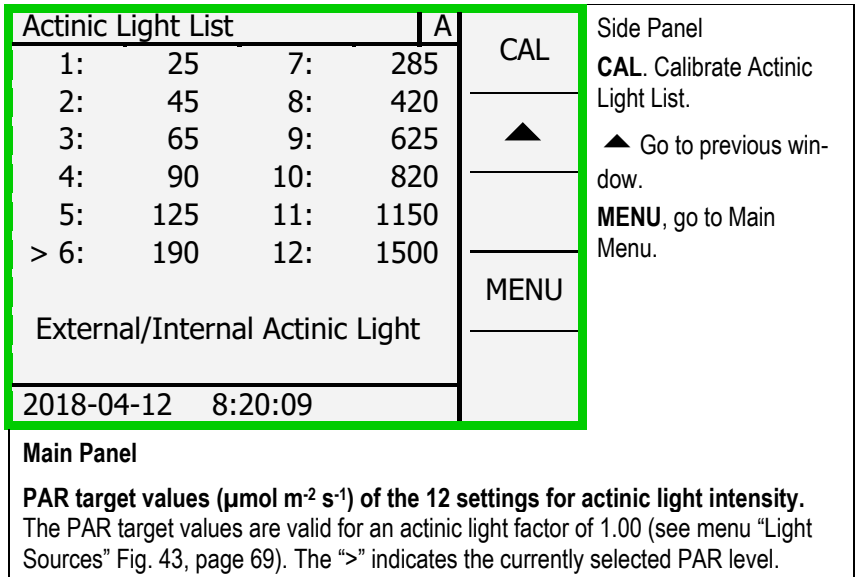 Actinic Light List A
1: 25 7: 285
2: 45 8: 420
3: 65 9: 625
4: 90 10: 820
5: 125 11: 1150
> 6: 190 12: 1500
External/Internal Actinic Light
2018-04-12 8:20:09
CAL
▲
MENU
Side Panel
CAL. Calibrate Actinic
Light List.
▲ Go to previous win-
dow.
MENU, go to Main
Menu.
Main Panel
PAR target values (µmol m-2 s-1) of the 12 settings for actinic light intensity.
The PAR target values are valid for an actinic light factor of 1.00 (see menu “Light
Sources” Fig. 43, page 69). The “>” indicates the currently selected PAR level.